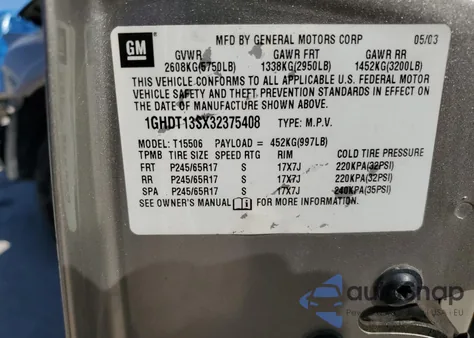 GM
MFD BY GENERAL MOTORS CORP 05/03
GVWR GAWR FRT GAWR RR
2608KG(5750LB) 1338KG(2950LB) 1452KG(3200LB)
THIS VEHICLE CONFORMS TO ALL APPLICABLE U.S. FEDERAL MOTOR
VEHICLE SAFETY AND THEFT PREVENTION STANDARDS IN EFFECT ON
THE DATE OF MANUFACTURE SHOWN ABOVE.
1GHDT13SX32375408 TYPE: M.P.V.
MODEL: T15506 PAYLOAD = 452KG(997LB)
TPMB TIRE SIZE SPEED RTG RIM COLD TIRE PRESSURE
FRT P245/65R17 S 17X7J 220KPA(32PSI)
RR P245/65R17 S 17X7J 220KPA(32PSI)
SPA P245/65R17 S 17X7J 240KPA(35PSI)
SEE OWNER'S MANUAL FOR MORE INFORMATION.
autosnap
USA • EU